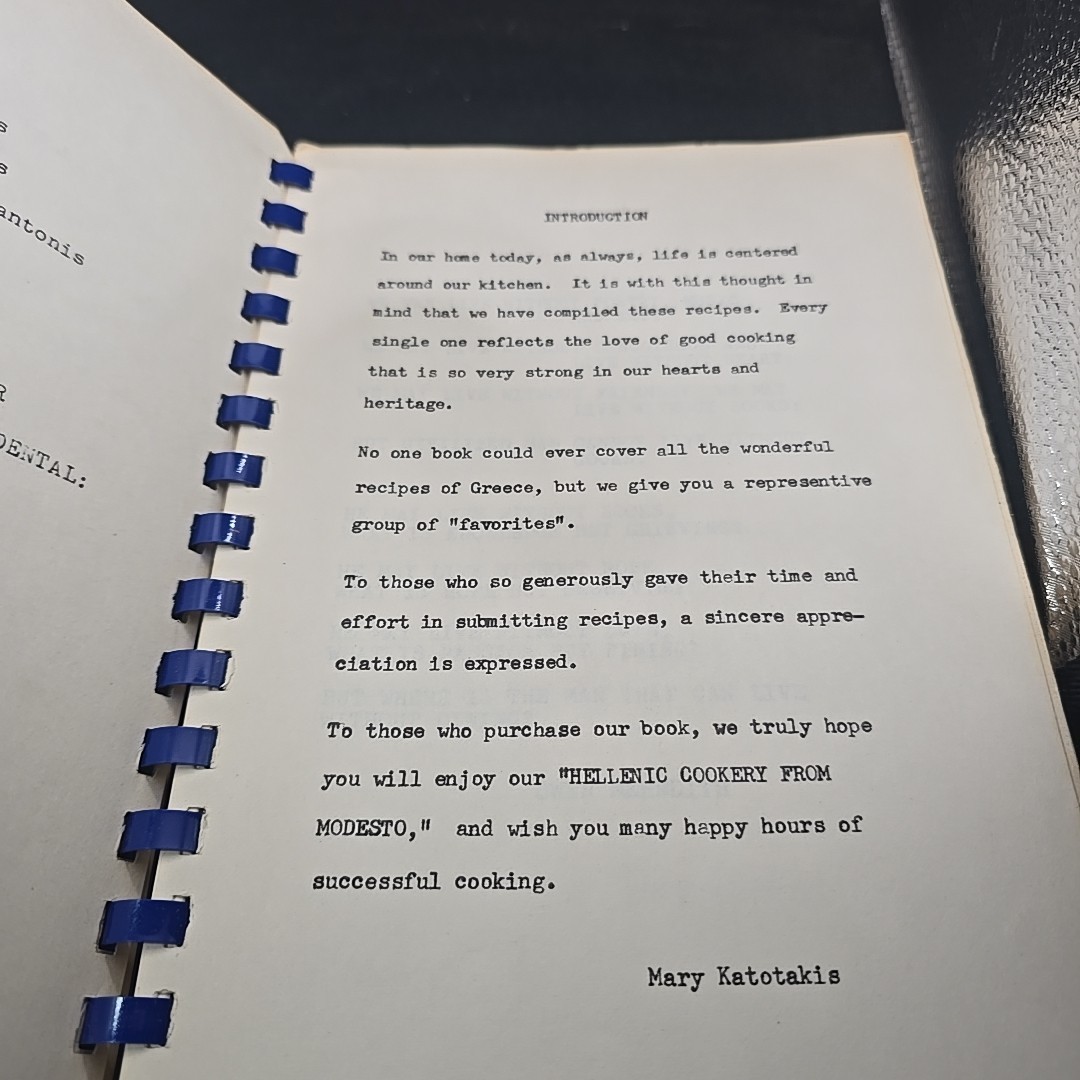 s
s
antonis
R
DENTAL:
INTRODUCTION
In our home today, as always, life is centered
around our kitchen. It is with this thought in
mind that we have compiled these recipes. Every
single one reflects the love of good cooking
that is so very strong in our hearts and
heritage.
No one book could ever cover all the wonderful
recipes of Greece, but we give you a representive
group of "favorites".
To those who so generously gave their time and
effort in submitting recipes, a sincere appre-
ciation is expressed.
To those who purchase our book, we truly hope
you will enjoy our "HELLENIC COOKERY FROM
MODESTO," and wish you many happy hours of
successful cooking.
Mary Katotakis